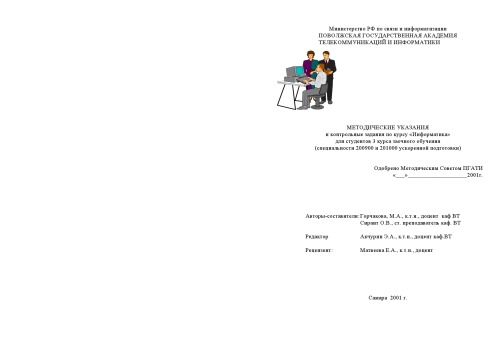 Министерство РФ по связи и информатизации
ПОВОЛЖСКАЯ ГОСУДАРСТВЕННАЯ АКАДЕМИЯ
ТЕЛЕКОММУНИКАЦИЙ И ИНФОРМАТИКИ
МЕТОДИЧЕСКИЕ УКАЗАНИЯ
и контрольные задания по курсу «Информатика»
для студентов 3 курса заочного обучения
(специальности 200900 и 201000 ускоренной подготовки)
Одобрено Методическим Советом ПГАТИ
«___»____________________2001г.
Авторы-составители: Горчакова, М.А., к.т.н., доцент каф ВТ
Сирант О.В., ст. преподаватель каф. ВТ
Редактор Акчурин Э.А., к.т.н., доцент каф.ВТ
Рецензент: Матвеева Е.А., к.т.н., доцент
Самара 2001 г.